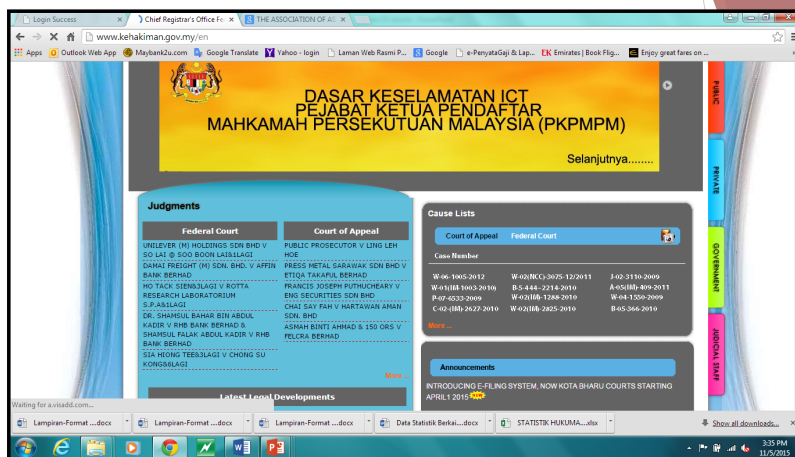 Login Success
Chief Registrar's Office Fe
THE ASSOCIATION OF AS
www.kehakiman.gov.my/en
Apps
Outlook Web App
Maybank2u.com
Google Translate
Yahoo - login
Laman Web Rasmi P...
Google
e-PenyataGaji & Lap...
EK Emirates | Book Flig...
Enjoy great fares on ...
DASAR KESELAMATAN ICT
PEJABAT KETUA PENDAFTAR
MAHKAMAH PERSEKUTUAN MALAYSIA (PKPMPM)
Selanjutnya........
PUBLIC
PRIVATE
GOVERNMENT
JUDICIAL STAFF
Judgments
Federal Court
UNILEVER (M) HOLDINGS SDN BHD V
SO LAI @ SOO BOON LAI&1LAGI
DAMAI FREIGHT (M) SDN. BHD. V AFFIN
BANK BERHAD
HO TACK SIEN&3LAGI V ROTTA
RESEARCH LABORATORIUM
S.P.A&1LAGI
DR. SHAMSUL BAHAR BIN ABDUL
KADIR V RHB BANK BERHAD &
SHAMSUL FALAK ABDUL KADIR V RHB
BANK BERHAD
SIA HIONG TEE&3LAGI V CHONG SU
KONG&6LAGI
Court of Appeal
PUBLIC PROSECUTOR V LING LEH
HOE
PRESS METAL SARAWAK SDN BHD V
ETIQA TAKAFUL BERHAD
FRANCIS JOSEPH PUTHUCHEARY V
ENG SECURITIES SDN BHD
CHAI SAY FAH V HARTAWAN AMAN
SDN. BHD
ASMAH BINTI AHMAD & 150 ORS V
FELCRA BERHAD
More ...
Latest Legal Developments
Cause Lists
Court of Appeal Federal Court
Case Number
W-06-1005-2012 W-02(NCC)-3075-12/2011 J-02-3110-2009
W-01(IM)-1003-2010) B-5-444--2214-2010 A-05(IM)-409-2011
P-07-6533-2009 W-02(IM)-1288-2010 W-04-1550-2009
C-02-(IM)-2627-2010 W-02(IM)-2825-2010 B-05-366-2010
More ...
Announcements
INTRODUCING E-FILING SYSTEM, NOW KOTA BHARU COURTS STARTING
APRIL1 2015
Waiting for a.visadd.com...
Lampiran-Format ....docx
Lampiran-Format ....docx
Lampiran-Format ....docx
Data Statistik Berkai....docx
STATISTIK HUKUMA....xlsx
Show all downloads...
3:35 PM
11/5/2015